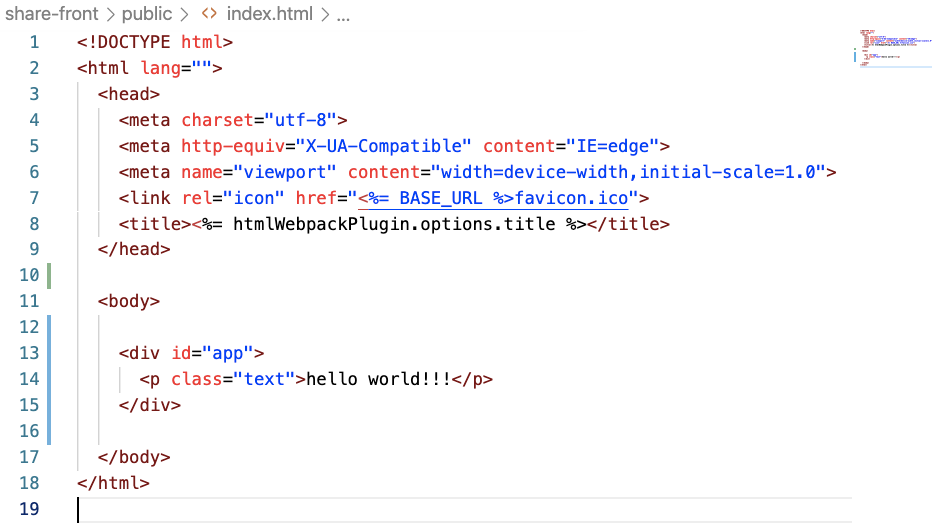 share-front > public > <> index.html > ...
1 <!DOCTYPE html>
2 <html lang="">
3 <head>
4 <meta charset="utf-8">
5 <meta http-equiv="X-UA-Compatible" content="IE=edge">
6 <meta name="viewport" content="width=device-width,initial-scale=1.0">
7 <link rel="icon" href="<%= BASE_URL %>favicon.ico">
8 <title><%= htmlWebpackPlugin.options.title %></title>
9 </head>
10
11 <body>
12
13 <div id="app">
14 <p class="text">hello world!!!</p>
15 </div>
16
17 </body>
18 </html>
19